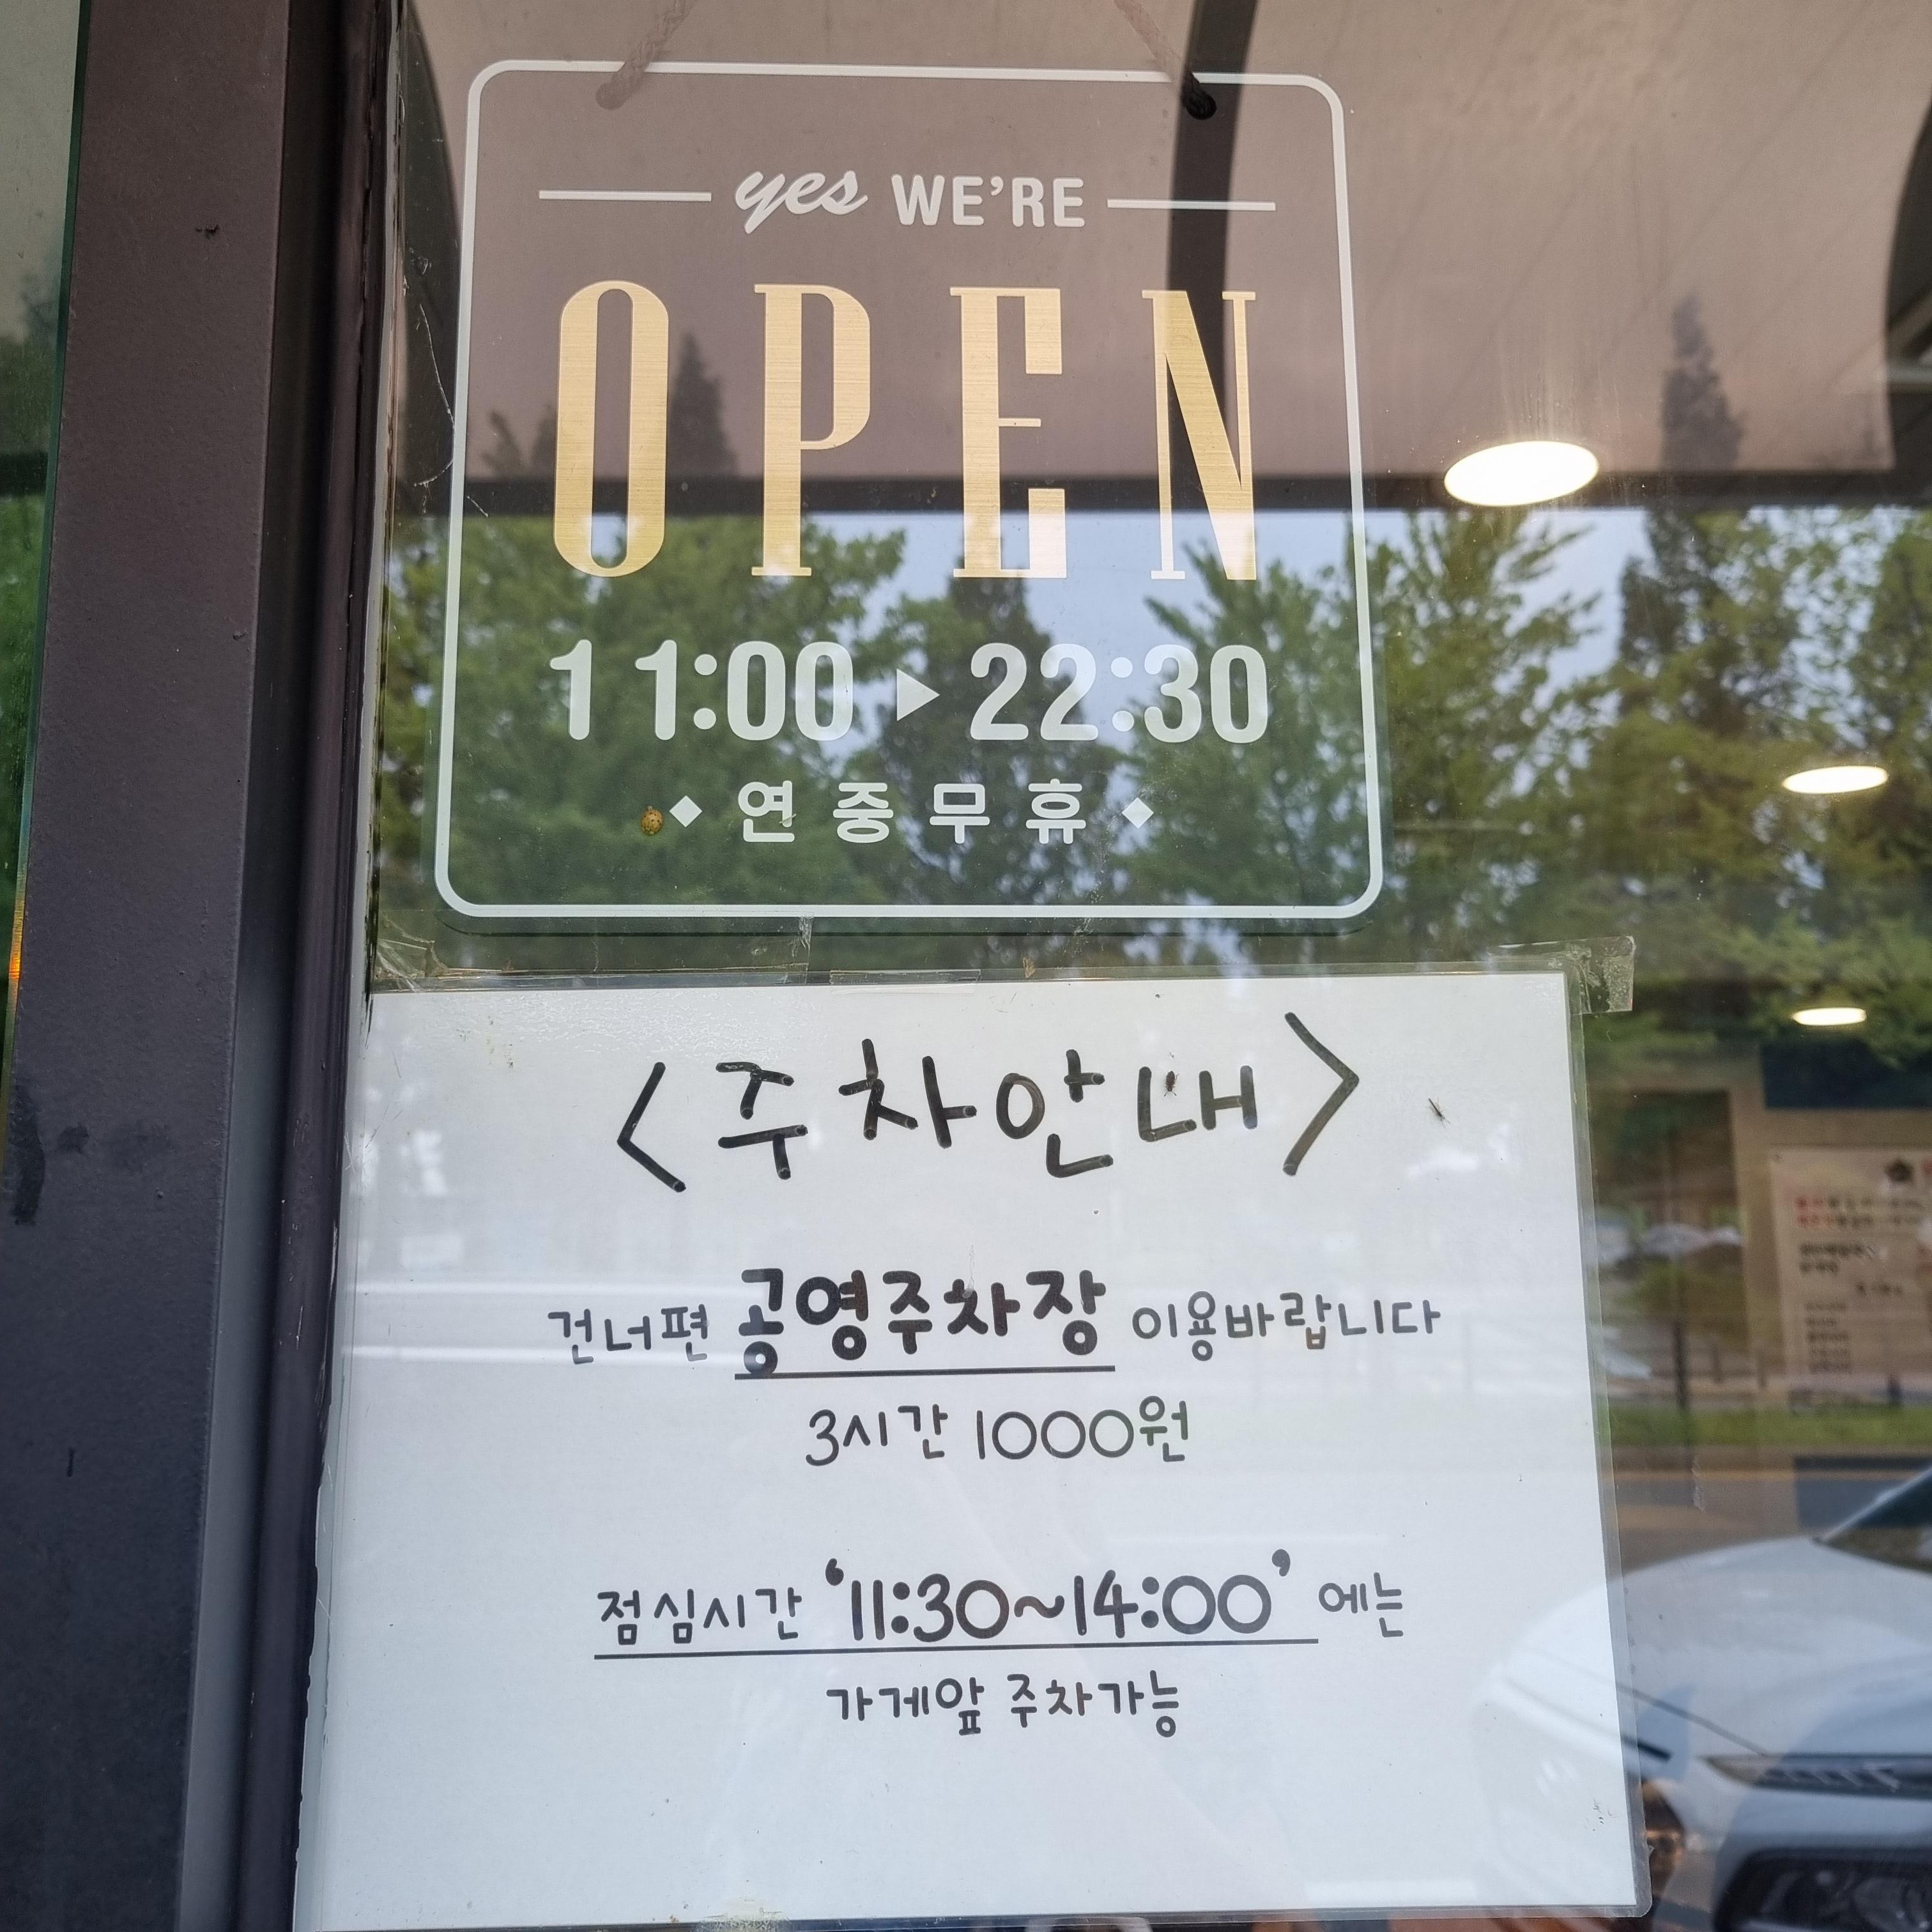 yes WE'RE
OPEN
11:00 ▶ 22:30
◆ 연중무휴 ◆
<주차안내>
건너편 공영주차장 이용바랍니다
3시간 1000원
점심시간 '11:30~14:00' 에는
가게앞 주차가능